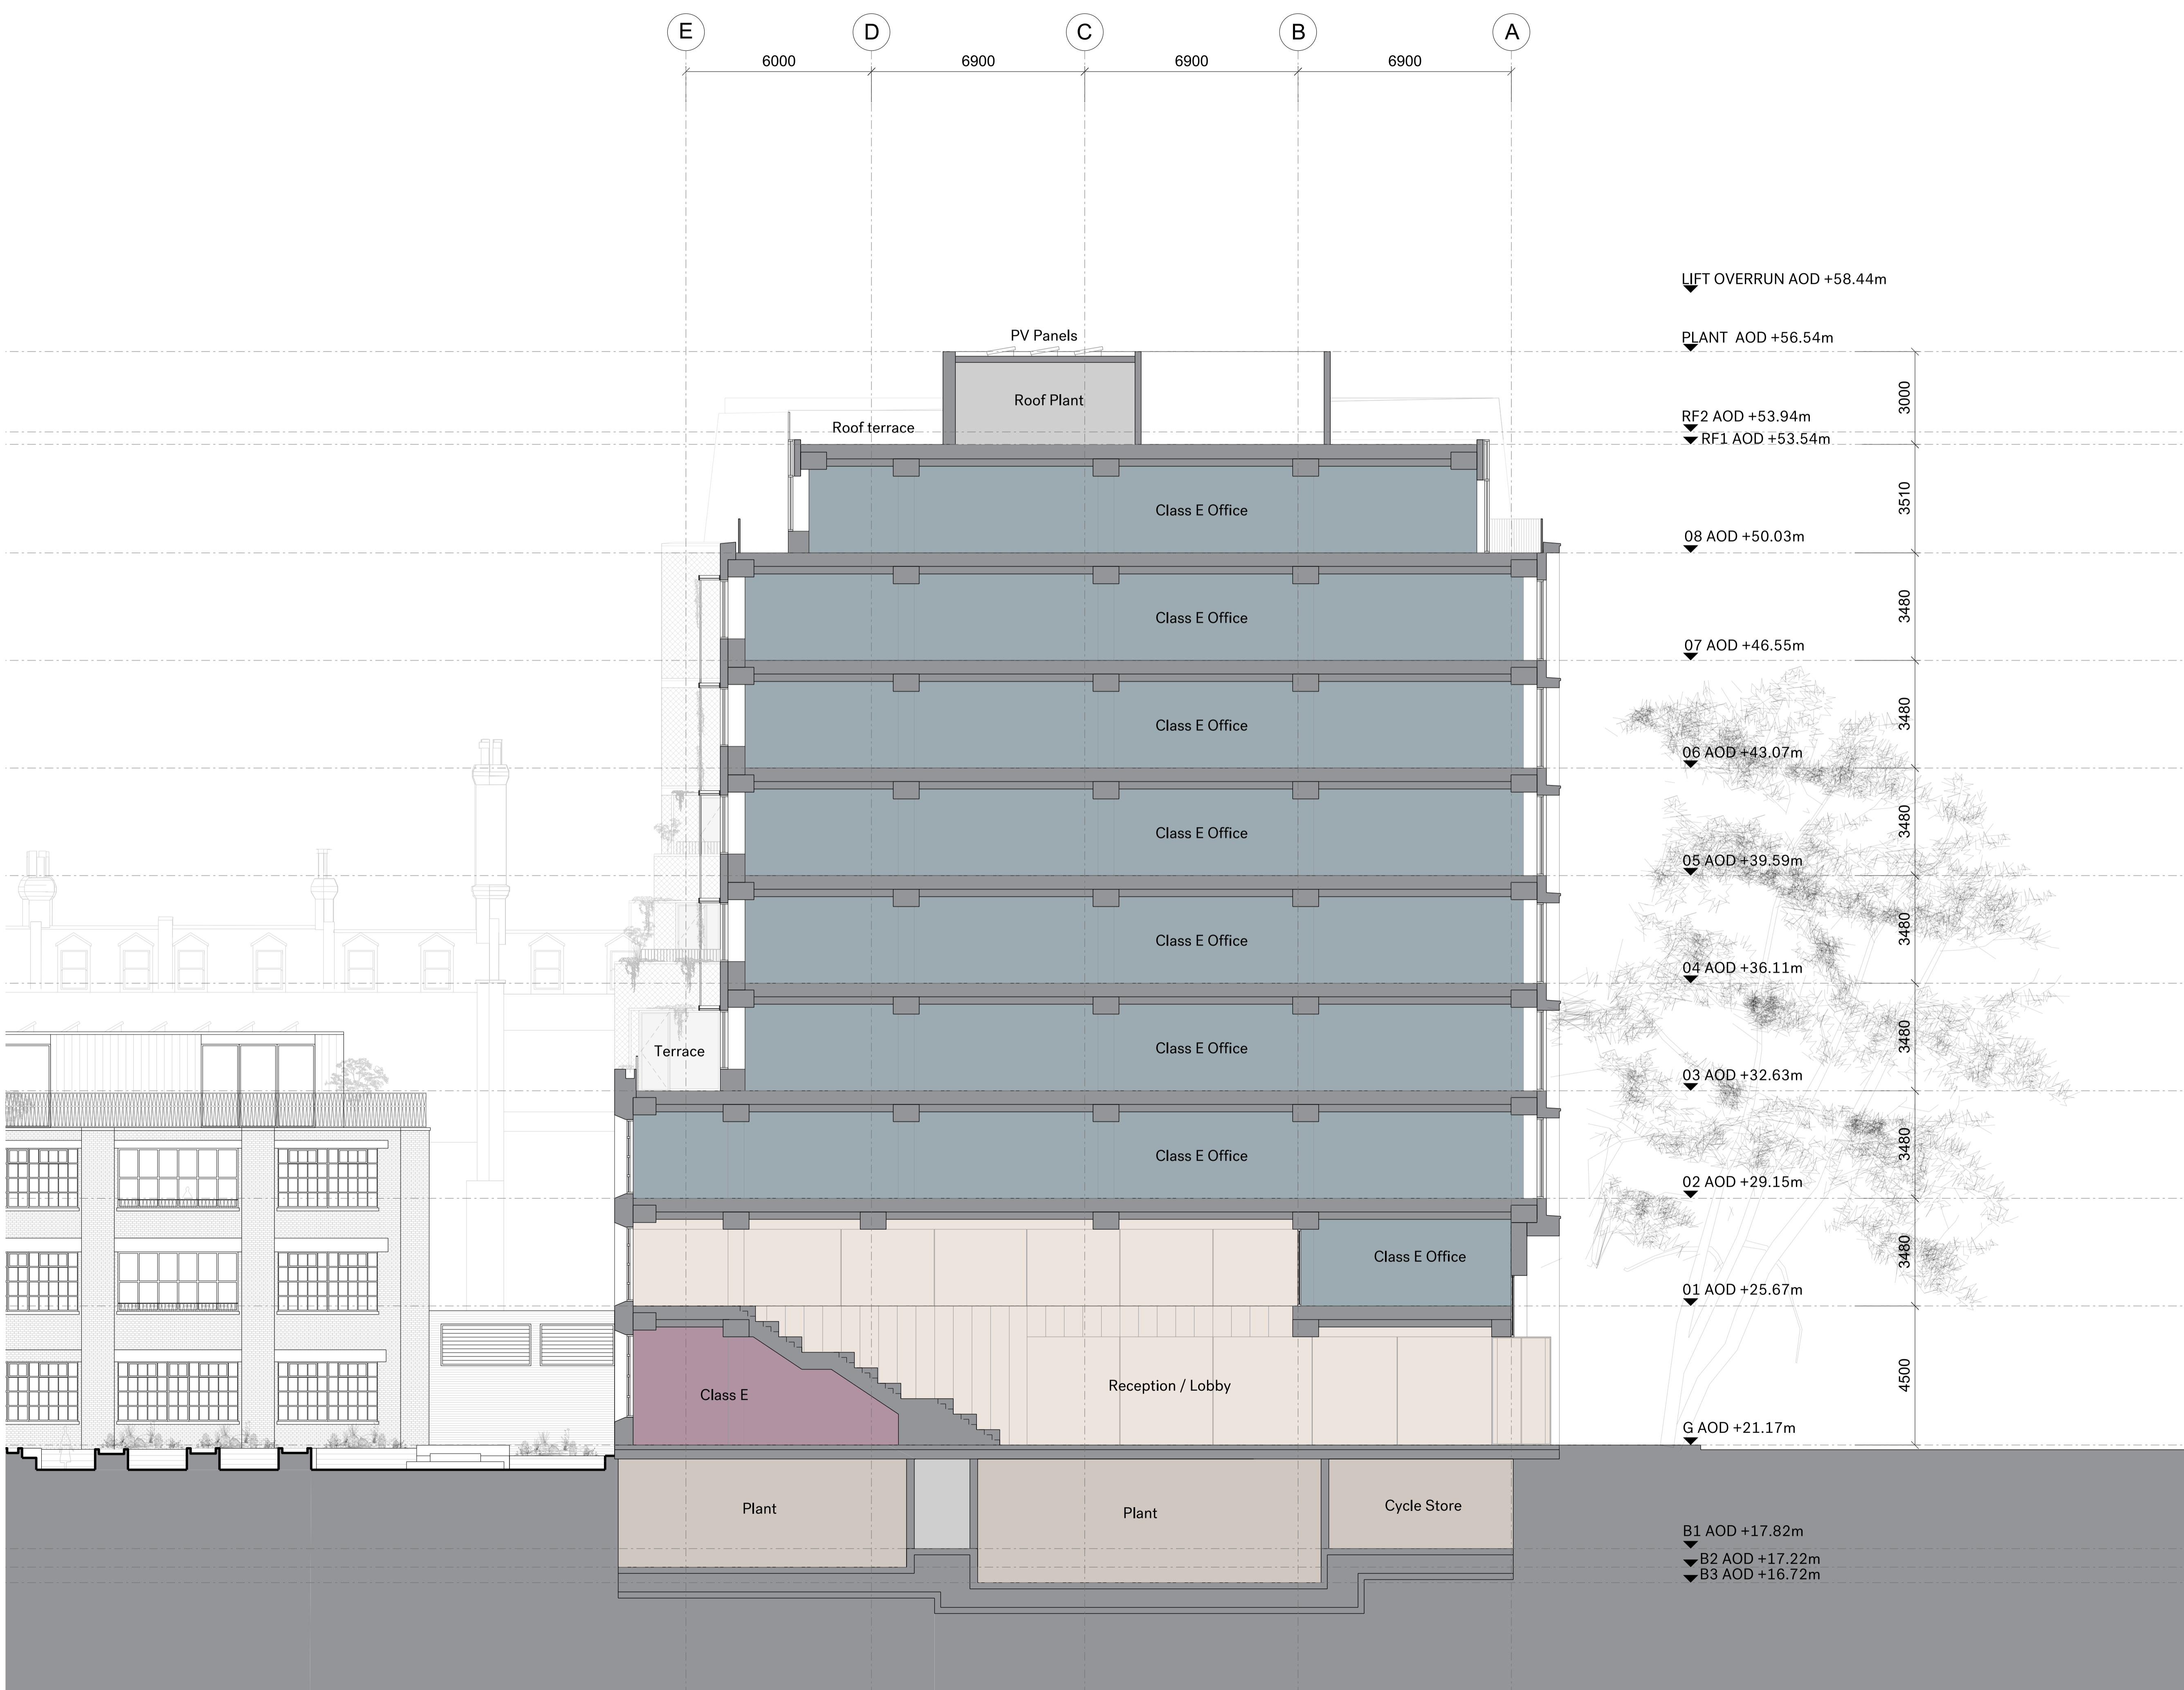 E D C B A
6000 6900 6900 6900
LIFT OVERRUN AOD +58.44m
PV Panels
PLANT AOD +56.54m
Roof Plant
3000
Roof terrace
RF2 AOD +53.94m
RF1 AOD +53.54m
Class E Office
3510
08 AOD +50.03m
Class E Office
3480
07 AOD +46.55m
Class E Office
3480
06 AOD +43.07m
Class E Office
3480
05 AOD +39.59m
Class E Office
3480
04 AOD +36.11m
Terrace
Class E Office
3480
03 AOD +32.63m
Class E Office
3480
02 AOD +29.15m
Class E Office
3480
01 AOD +25.67m
Class E
Reception / Lobby
4500
G AOD +21.17m
Plant
Plant
Cycle Store
B1 AOD +17.82m
B2 AOD +17.22m
B3 AOD +16.72m